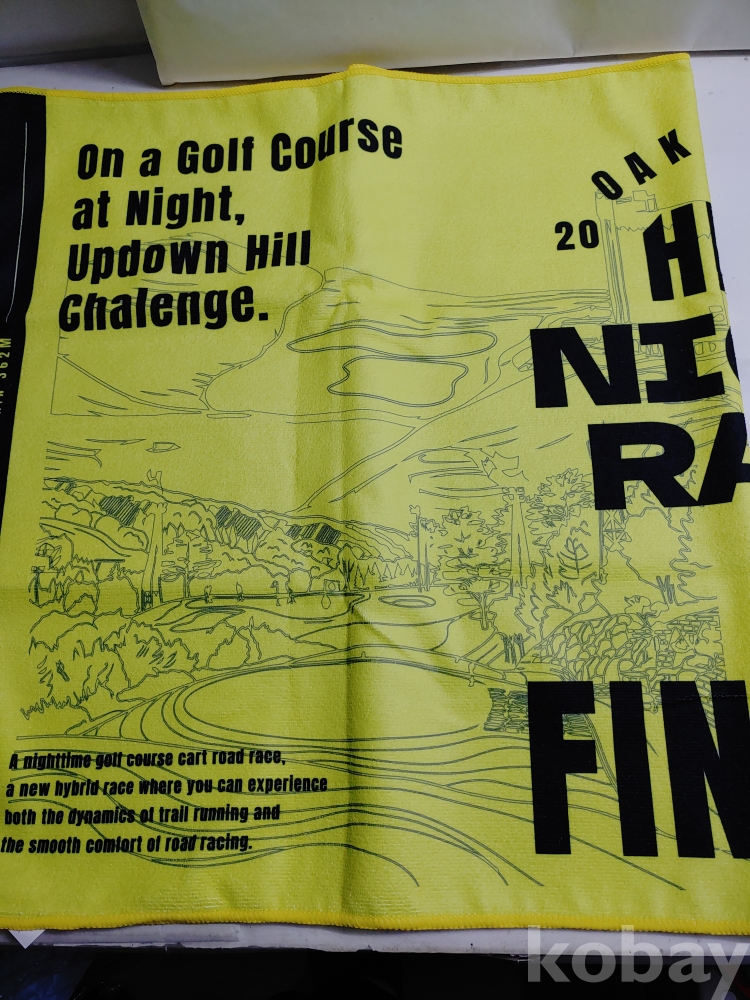 On a Golf Course
at Night,
Updown Hill
Chalenge.
OAK
20
NI
RA
FIN
362M
A nighttime golf course cart road race,
a new hybrid race where you can experience
both the dynamics of trail running and
the smooth comfort of road racing.
kobay